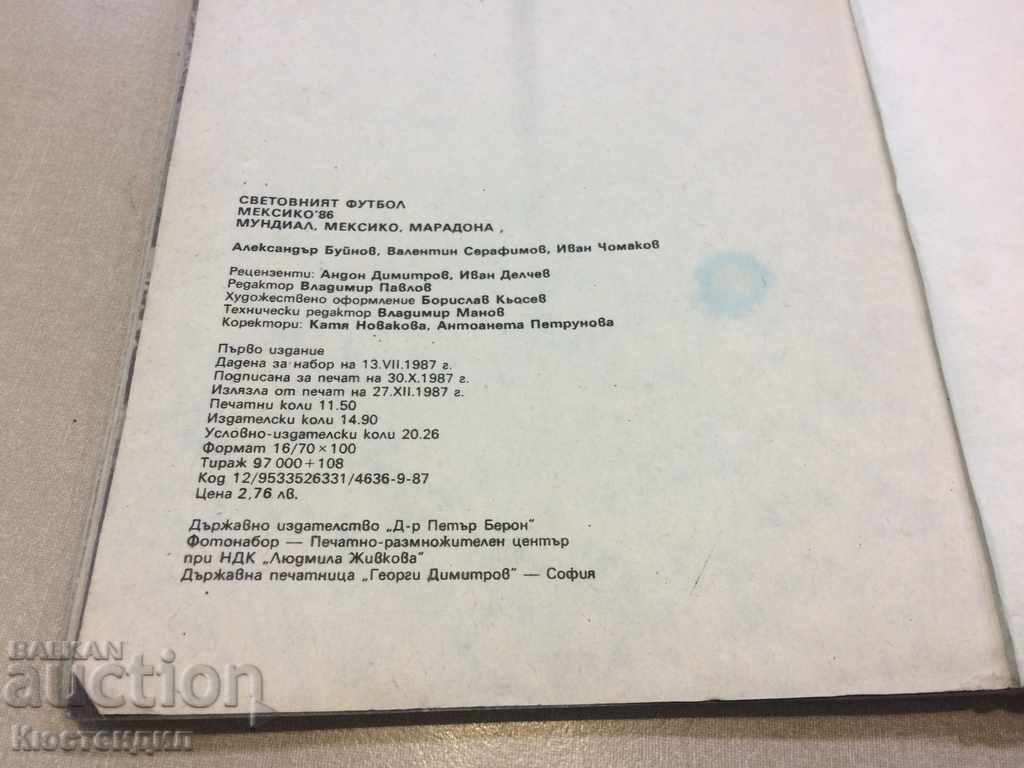 СВЕТОВНИЯТ ФУТБОЛ
МЕКСИКО'86
МУНДИАЛ, МЕКСИКО, МАРАДОНА,
Александър Буйнов, Валентин Серафимов, Иван Чомаков
Рецензенти: Андон Димитров, Иван Делчев
Редактор Владимир Павлов
Художествено оформление Борислав Кьосев
Технически редактор Владимир Манов
Коректори: Катя Новакова, Антоанета Петрунова
Първо издание
Дадена за набор на 13.VII.1987 г.
Подписана за печат на 30.X.1987 г.
Излязла от печат на 27.XII.1987 г.
Печатни коли 11.50
Издателски коли 14.90
Условно-издателски коли 20.26
Формат 16/70×100
Тираж 97 000+108
Код 12/9533526331/4636-9-87
Цена 2,76 лв.
Държавно издателство „Д-р Петър Берон"
Фотонабор — Печатно-размножителен център
при НДК „Людмила Живкова"
Държавна печатница „Георги Димитров" — София
BALKAN
auction
Кюстендил